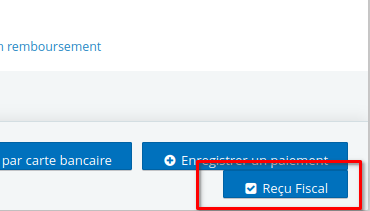 n remboursement
par carte bancaire
Enregistrer un paiement
Reçu Fiscal